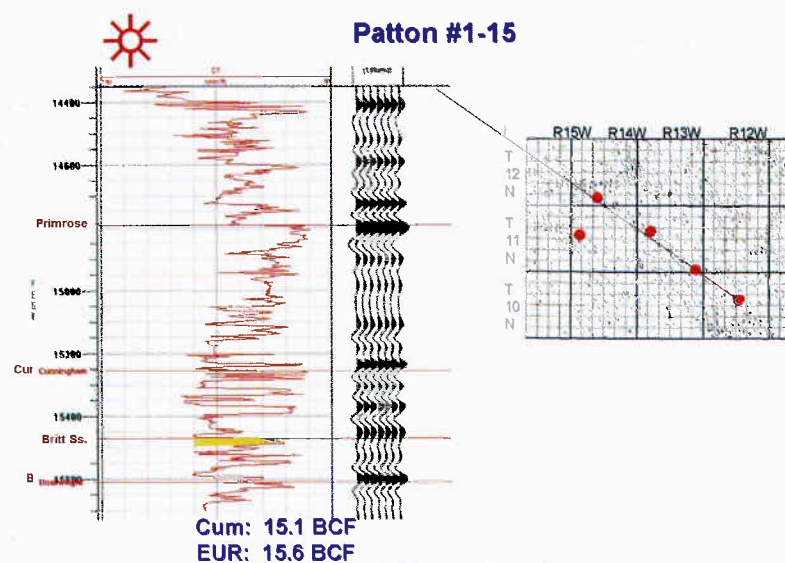 Patton #1-15
14400
14600
Primrose
15000
Cur Cunningham
15400
Britt Ss.
B
Cum: 15.1 BCF
EUR: 15.6 BCF
R15W R14W R13W R12W
T
12
N
T
11
N
T
10
N